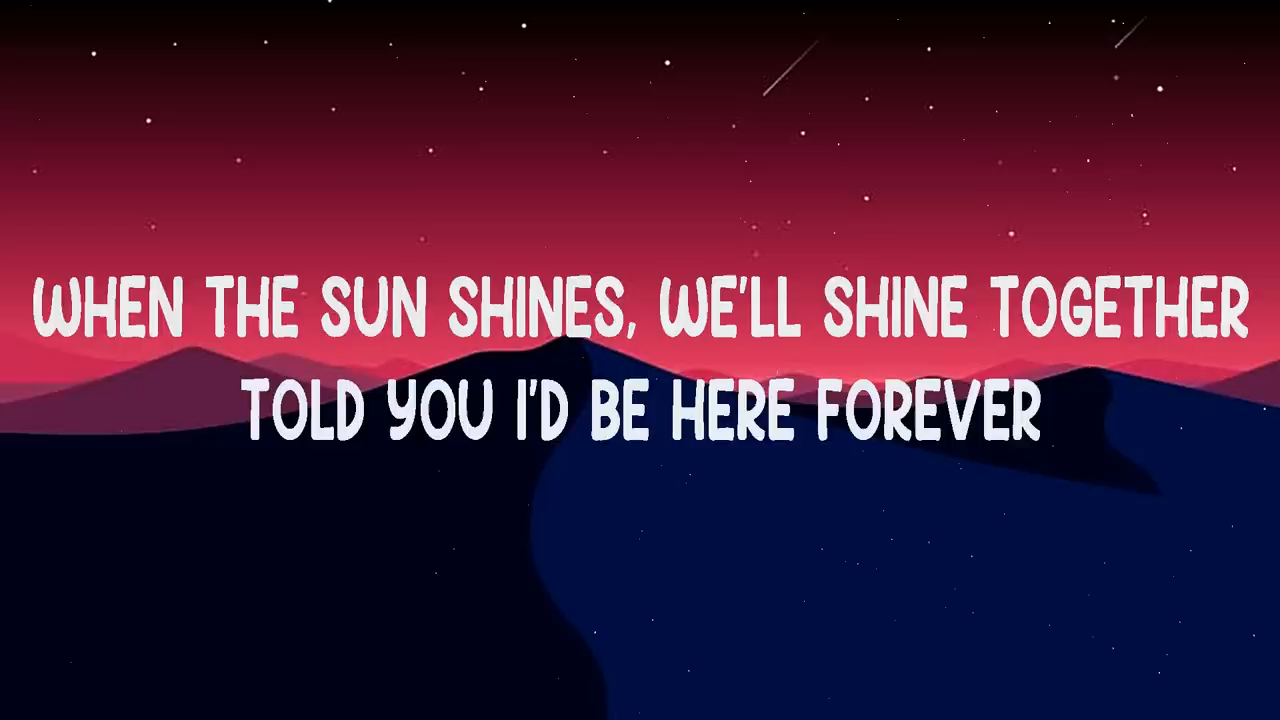 WHEN THE SUN SHINES, WE'LL SHINE TOGETHER
TOLD YOU I'D BE HERE FOREVER